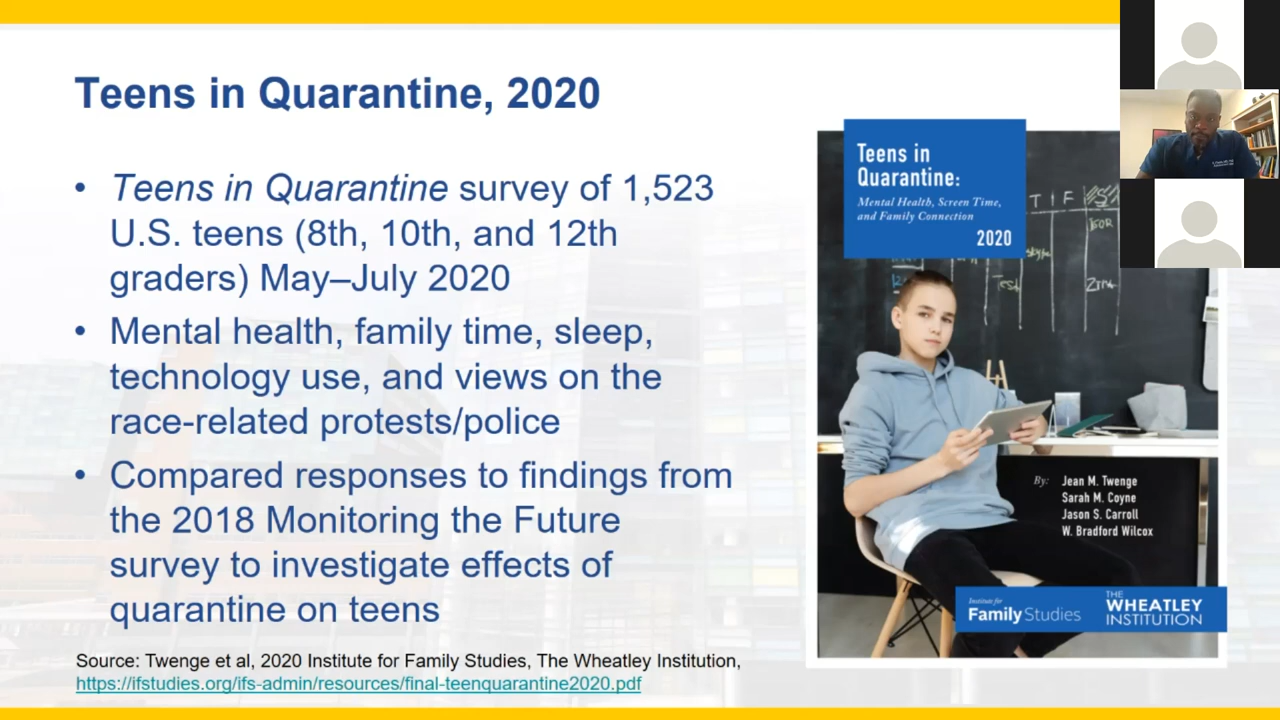 Teens in Quarantine, 2020
• Teens in Quarantine survey of 1,523
U.S. teens (8th, 10th, and 12th
graders) May–July 2020
• Mental health, family time, sleep,
technology use, and views on the
race-related protests/police
• Compared responses to findings from
the 2018 Monitoring the Future
survey to investigate effects of
quarantine on teens
Source: Twenge et al, 2020 Institute for Family Studies, The Wheatley Institution,
https://ifstudies.org/ifs-admin/resources/final-teenquarantine2020.pdf
Teens in
Quarantine:
Mental Health, Screen Time,
and Family Connection
2020
T I F
Test
By: Jean M. Twenge
Sarah M. Coyne
Jason S. Carroll
W. Bradford Wilcox
Institute for
Family Studies
THE
WHEATLEY
INSTITUTION